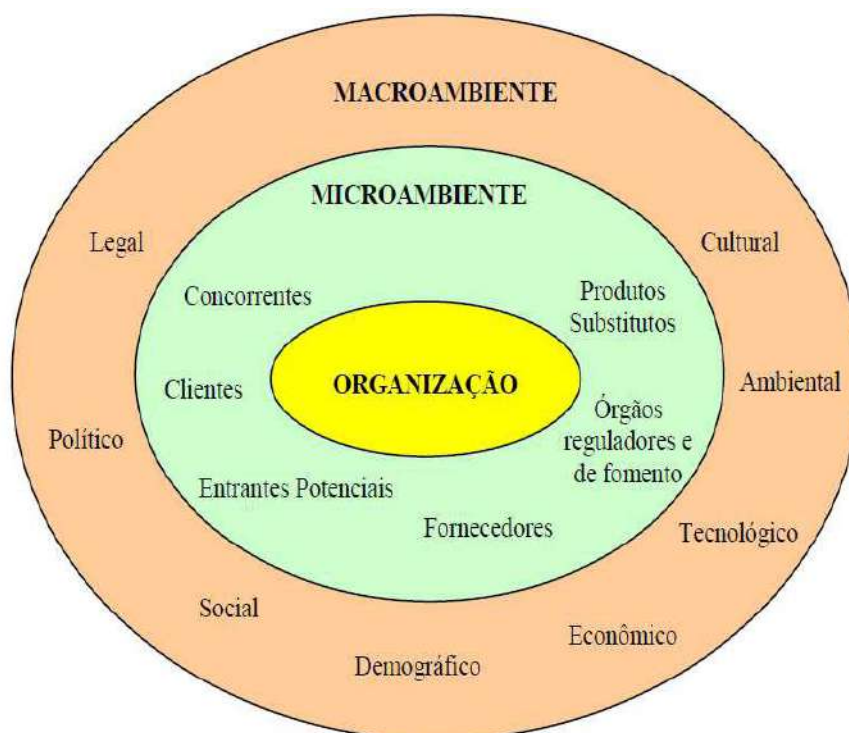 MACROAMBIENTE
MICROAMBIENTE
Legal
Cultural
Concorrentes
Produtos
Substitutos
Clientes
ORGANIZAÇÃO
Ambiental
Político
Órgãos
reguladores e
de fomento
Entrantes Potenciais
Fornecedores
Tecnológico
Social
Econômico
Demográfico